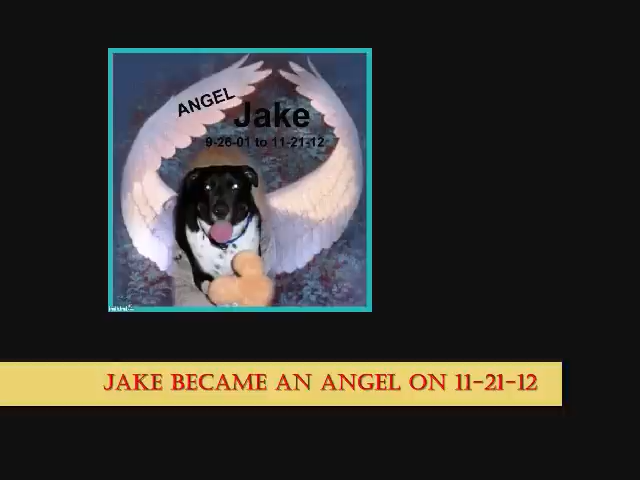 ANGEL
Jake
9-26-01 to 11-21-12
JAKE BECAME AN ANGEL ON 11-21-12